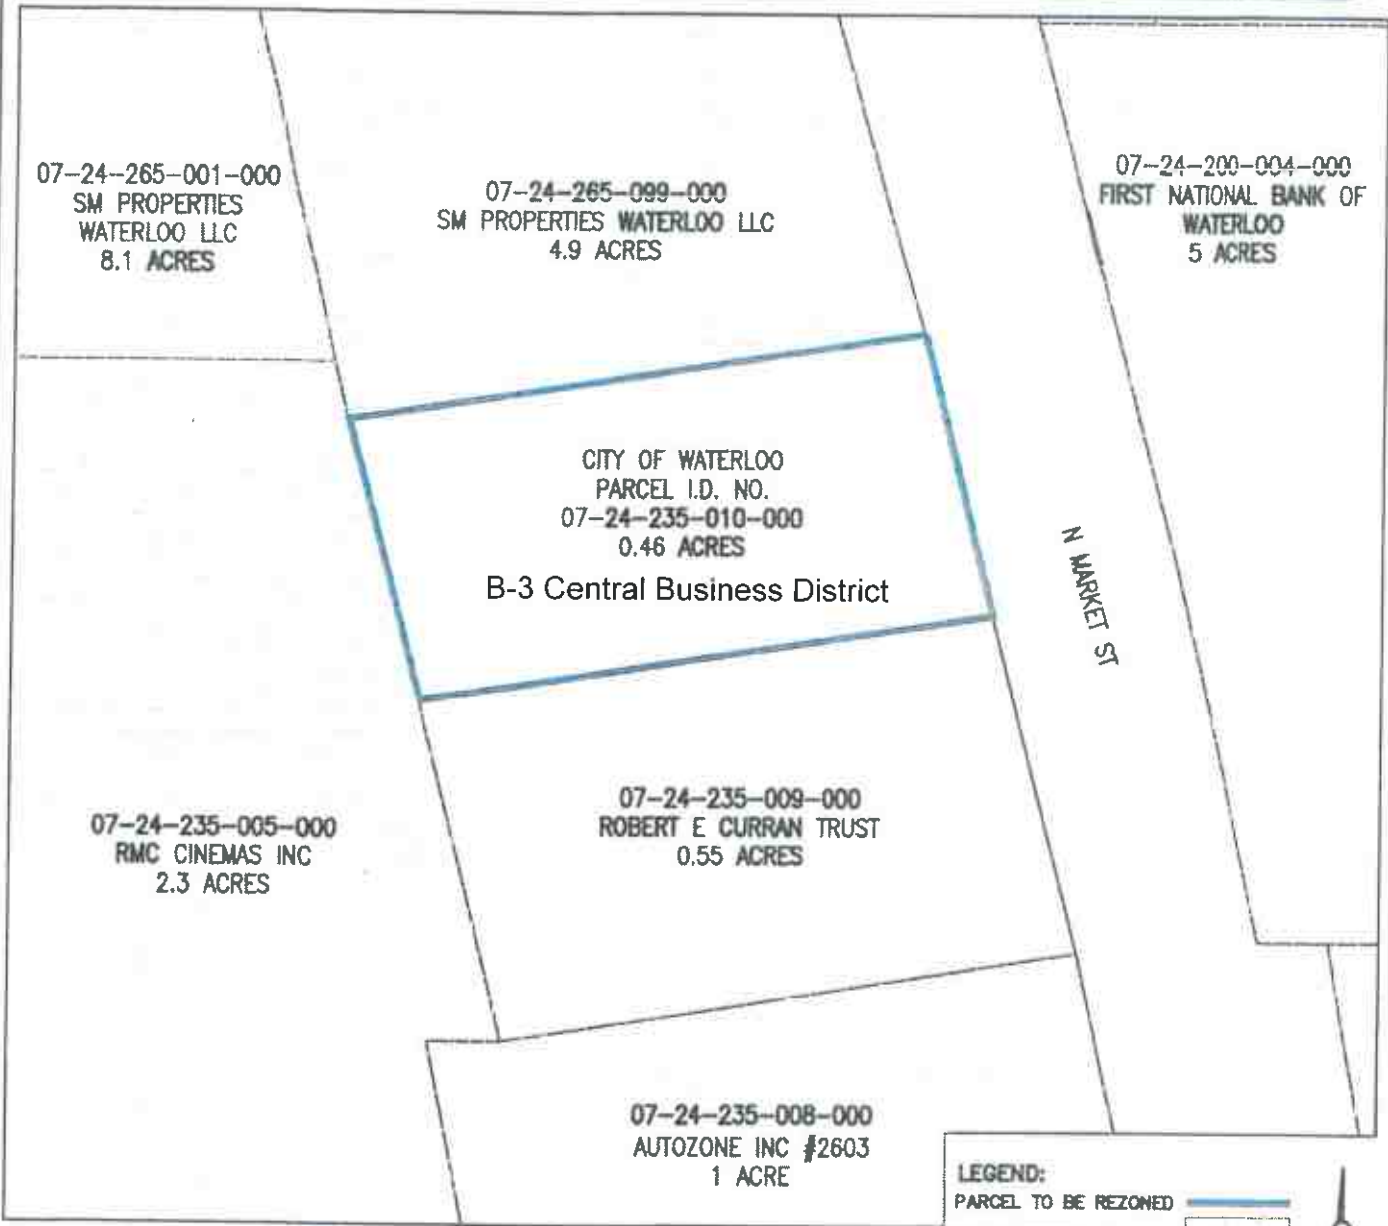 07-24-265-001-000
SM PROPERTIES
WATERLOO LLC
8.1 ACRES
07-24-265-099-000
SM PROPERTIES WATERLOO LLC
4.9 ACRES
07-24-200-004-000
FIRST NATIONAL BANK OF
WATERLOO
5 ACRES
CITY OF WATERLOO
PARCEL I.D. NO.
07-24-235-010-000
0.46 ACRES
B-3 Central Business District
N MARKET ST
07-24-235-009-000
ROBERT E CURRAN TRUST
0.55 ACRES
07-24-235-005-000
RMC CINEMAS INC
2.3 ACRES
07-24-235-008-000
AUTOZONE INC #2603
1 ACRE
LEGEND:
PARCEL TO BE REZONED